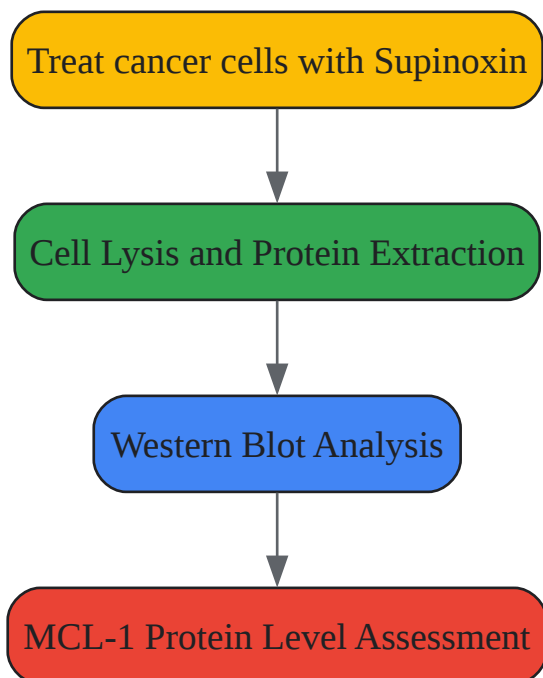 Treat cancer cells with Supinoxin
Cell Lysis and Protein Extraction
Western Blot Analysis
MCL-1 Protein Level Assessment